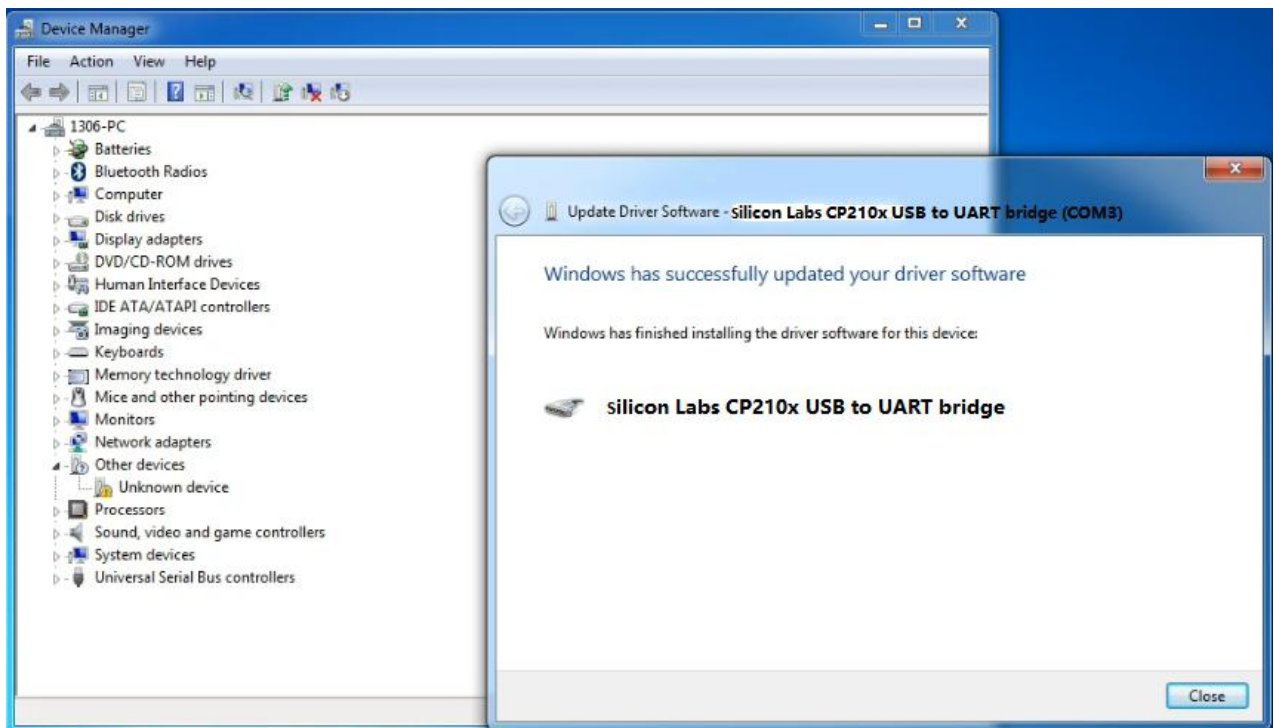 Device Manager
File Action View Help
1306-PC
Batteries
Bluetooth Radios
Computer
Disk drives
Display adapters
DVD/CD-ROM drives
Human Interface Devices
IDE ATA/ATAPI controllers
Imaging devices
Keyboards
Memory technology driver
Mice and other pointing devices
Monitors
Network adapters
Other devices
Unknown device
Processors
Sound, video and game controllers
System devices
Universal Serial Bus controllers
Update Driver Software - Silicon Labs CP210x USB to UART bridge (COM3)
Windows has successfully updated your driver software
Windows has finished installing the driver software for this device:
Silicon Labs CP210x USB to UART bridge
Close